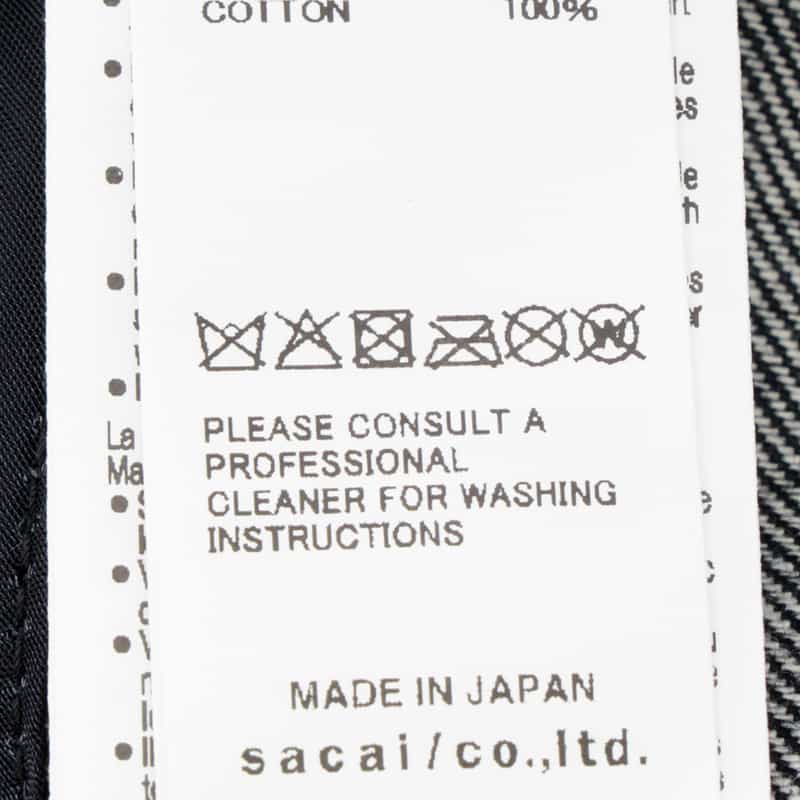 COTTON 100%
W
PLEASE CONSULT A
PROFESSIONAL
CLEANER FOR WASHING
INSTRUCTIONS
MADE IN JAPAN
sacai/co.,ltd.